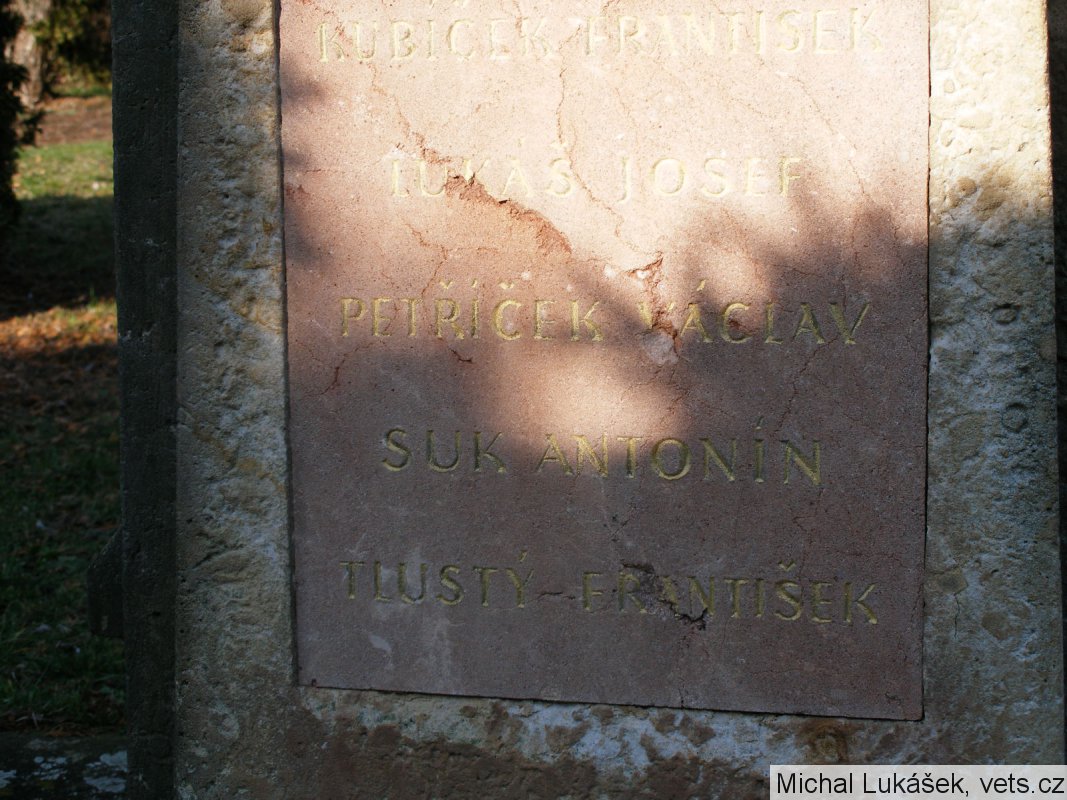 KUBÍČEK FRANTIŠEK
LUKÁŠ JOSEF
PETŘÍČEK VÁCLAV
SUK ANTONÍN
TLUSTÝ FRANTIŠEK
Michal Lukášek, vets.cz